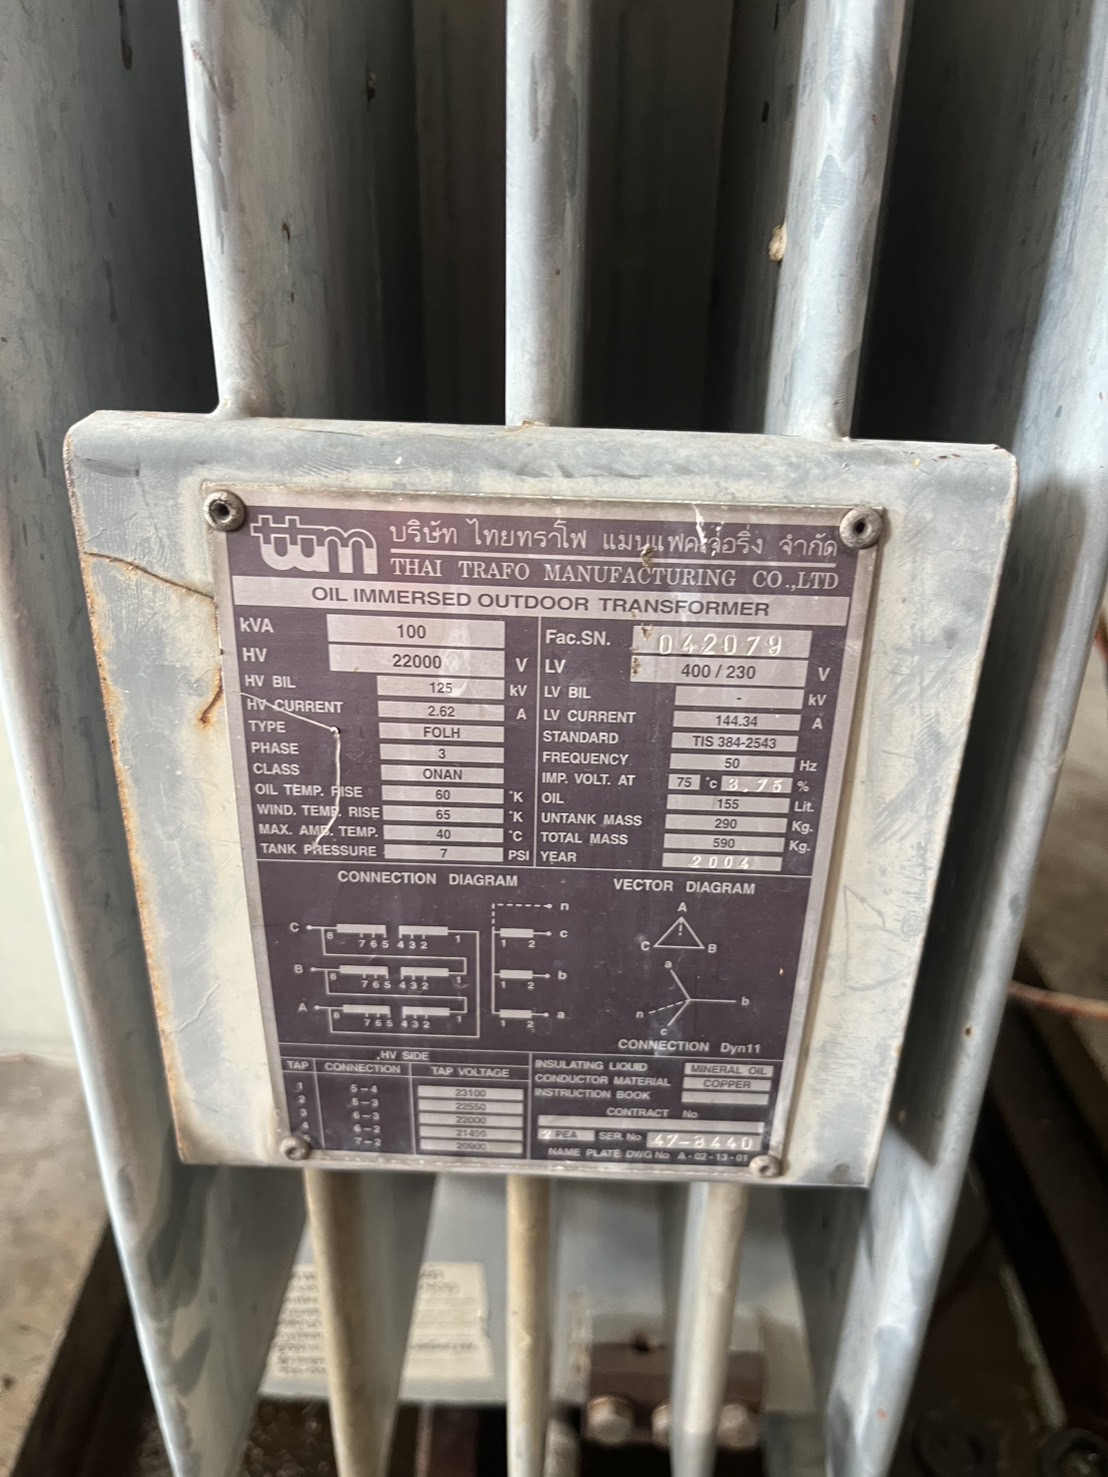 ttm บริษัท ไทยทราโฟ แมนูแฟคเจอริ่ง จำกัด
THAI TRAFO MANUFACTURING CO.,LTD
OIL IMMERSED OUTDOOR TRANSFORMER
kVA 100
HV 22000 V
HV BIL 125 kV
HV CURRENT 2.62 A
TYPE FOLH
PHASE 3
CLASS ONAN
OIL TEMP. RISE 60 °K
WIND. TEMP. RISE 65 °K
MAX. AMB. TEMP. 40 °C
TANK PRESSURE 7 PSI
Fac.SN. 042079
LV 400 / 230 V
LV BIL - kV
LV CURRENT 144.34 A
STANDARD TIS 384-2543
FREQUENCY 50 Hz
IMP. VOLT. AT 75 °C 3.75 %
OIL 155 Lit.
UNTANK MASS 290 Kg.
TOTAL MASS 590 Kg.
YEAR 2004
CONNECTION DIAGRAM
n
C 8 7 6 5 4 3 2 1 1 2 c
B 8 7 6 5 4 3 2 1 1 2 b
A 8 7 6 5 4 3 2 1 1 2 a
VECTOR DIAGRAM
A
C B
a
b
n
c
CONNECTION Dyn11
HV SIDE
TAP CONNECTION TAP VOLTAGE
1 5-4 23100
2 5-3 22550
3 6-3 22000
4 6-2 21450
7-2 20900
INSULATING LIQUID MINERAL OIL
CONDUCTOR MATERIAL COPPER
INSTRUCTION BOOK
CONTRACT No
PEA SER. No 47-3440
NAME PLATE DWG No A-02-13-01